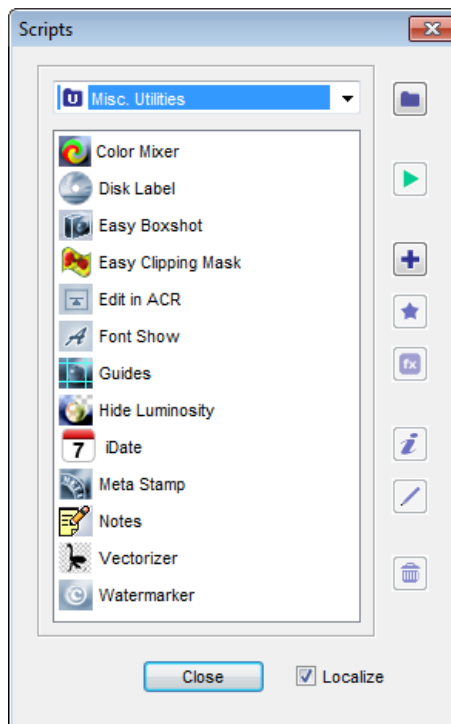 Scripts
U Misc. Utilities
Color Mixer
Disk Label
Easy Boxshot
Easy Clipping Mask
Edit in ACR
Font Show
Guides
Hide Luminosity
7 iDate
Meta Stamp
Notes
Vectorizer
© Watermarker
fx
i
Close
Localize